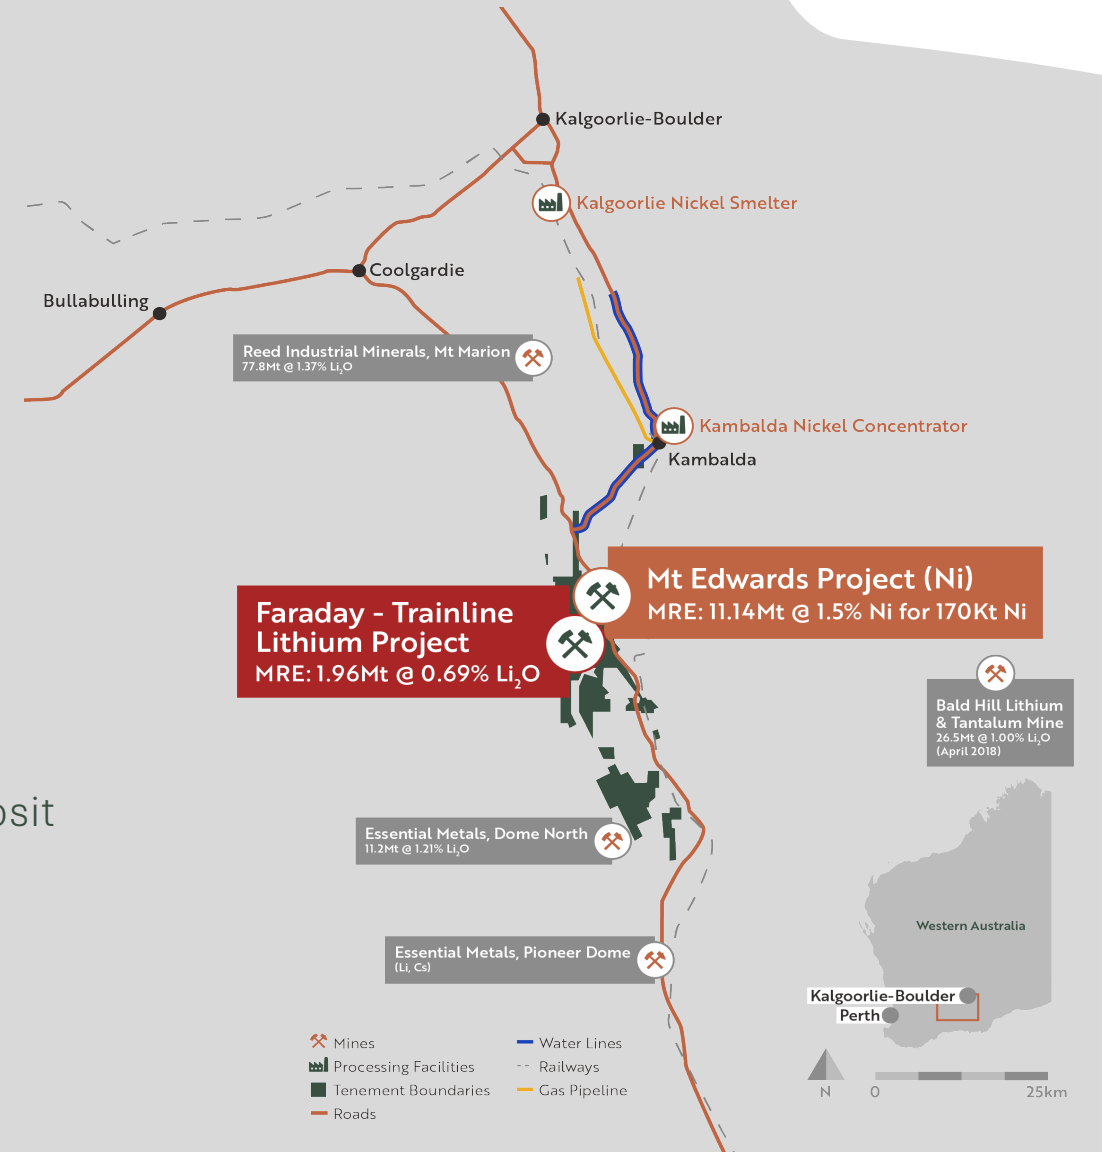 Kalgoorlie-Boulder
Kalgoorlie Nickel Smelter
Coolgardie
Bullabulling
Reed Industrial Minerals, Mt Marion
77.8Mt @ 1.37% Li₂O
Kambalda Nickel Concentrator
Kambalda
Mt Edwards Project (Ni)
MRE: 11.14Mt @ 1.5% Ni for 170Kt Ni
Faraday - Trainline
Lithium Project
MRE: 1.96Mt @ 0.69% Li₂O
Bald Hill Lithium
& Tantalum Mine
26.5Mt @ 1.00% Li₂O
(April 2018)
osit
Essential Metals, Dome North
11.2Mt @ 1.21% Li₂O
Western Australia
Essential Metals, Pioneer Dome
(Li, Cs)
Kalgoorlie-Boulder
Perth
Mines
Processing Facilities
Tenement Boundaries
Roads
Water Lines
Railways
Gas Pipeline
N
0
25km